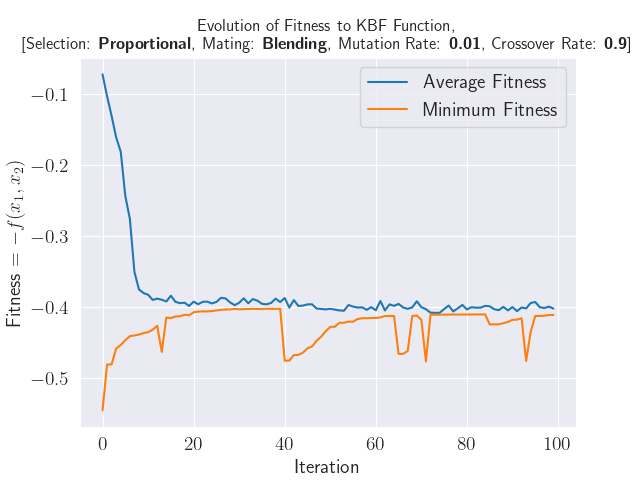 Evolution of Fitness to KBF Function,
[Selection: Proportional, Mating: Blending, Mutation Rate: 0.01, Crossover Rate: 0.9]
Average Fitness
Minimum Fitness
−0.1
−0.2
−0.3
−0.4
−0.5
Fitness = −f(x₁, x₂)
0
20
40
60
80
100
Iteration